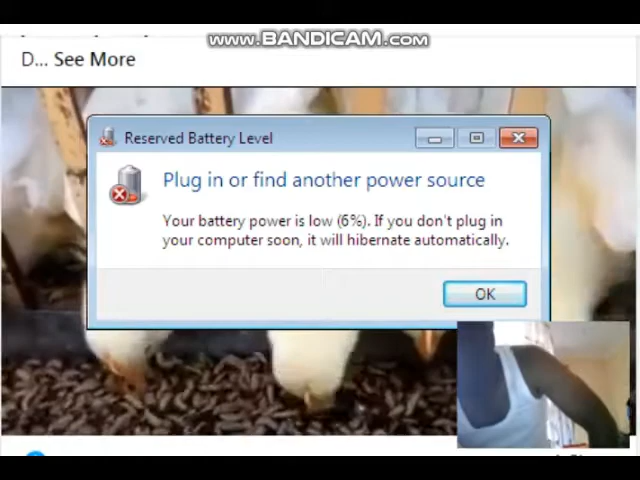 www.BANDICAM.com
D... See More
Reserved Battery Level
Plug in or find another power source
Your battery power is low (6%). If you don't plug in
your computer soon, it will hibernate automatically.
OK